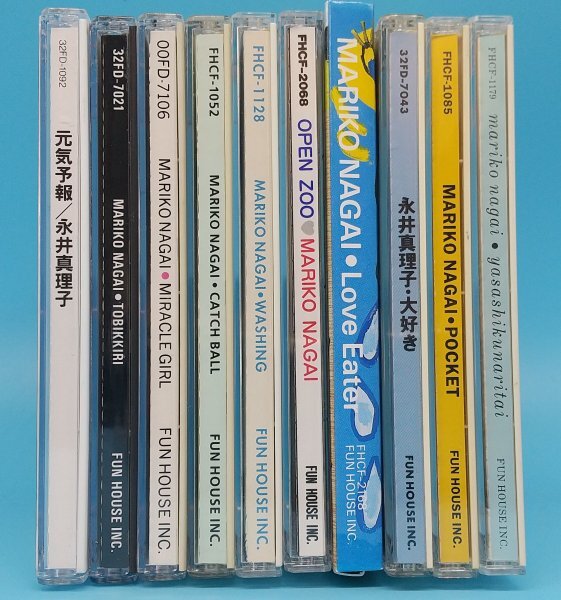 32FD-1092 元気予報/永井真理子
32FD-7021 MARIKO NAGAI•TOBIKKIRI FUN HOUSE INC.
00FD-7106 MARIKO NAGAI•MIRACLE GIRL FUN HOUSE INC.
FHCF-1052 MARIKO NAGAI•CATCH BALL FUN HOUSE INC.
FHCF-1128 MARIKO NAGAI•WASHING FUN HOUSE INC.
FHCF-2068 OPEN ZOO♥MARIKO NAGAI FUN HOUSE INC.
MARIKO NAGAI•Love Eater FHCF-2168
FUN HOUSE INC.
32FD-7043 永井真理子・大好き FUN HOUSE INC.
FHCF-1085 MARIKO NAGAI•POCKET FUN HOUSE INC.
FHCF-1179 mariko nagai•yasashikunaritai FUN HOUSE INC.